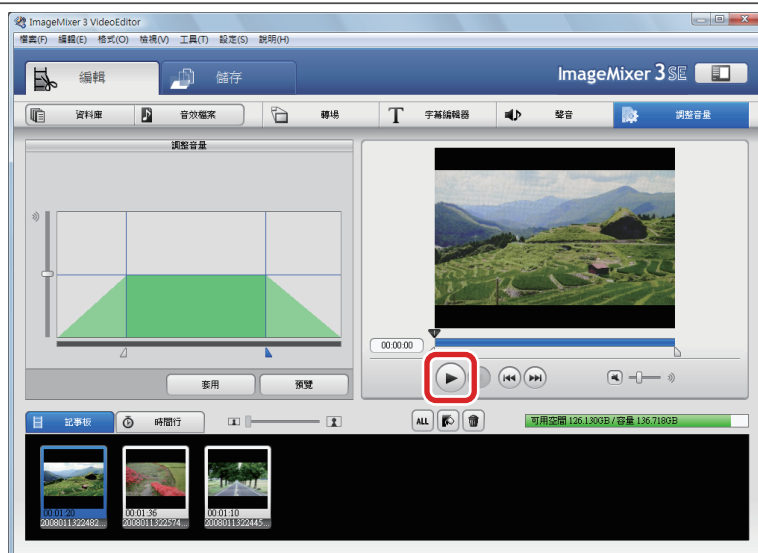 ImageMixer 3 VideoEditor
檔案(F) 編輯(E) 格式(O) 檢視(V) 工具(T) 設定(S) 說明(H)
編輯 儲存 ImageMixer 3 SE
資料庫 音效檔案 轉場 T 字幕編輯器 聲音 調整音量
調整音量
00:00:00
套用 預覽
記事板 時間行 ALL 可用空間 126.130GB / 容量 136.718GB
00:01:20 00:01:36 00:01:10
2008011322482... 2008011322574... 2008011322445...